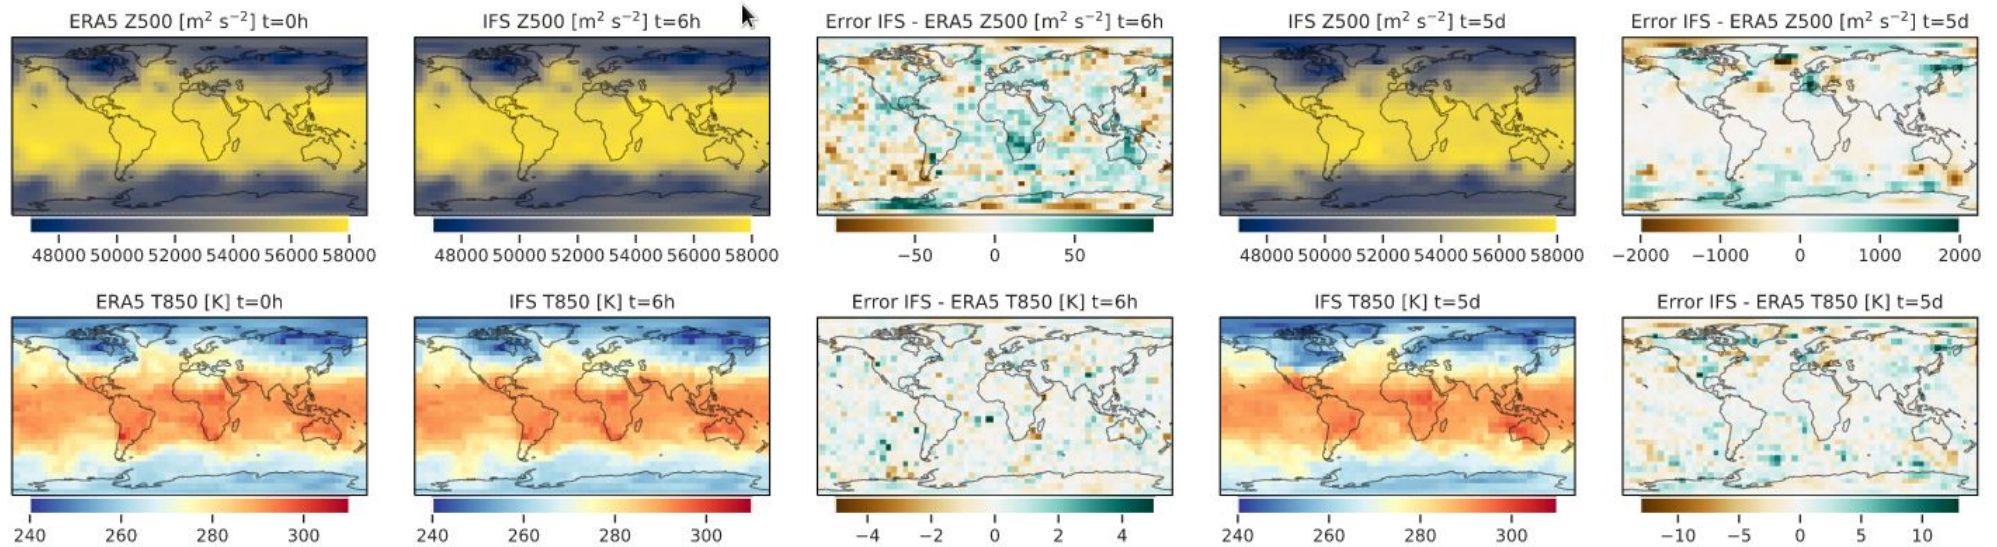 ERA5 Z500 [m² s⁻²] t=0h
IFS Z500 [m² s⁻²] t=6h
Error IFS - ERA5 Z500 [m² s⁻²] t=6h
IFS Z500 [m² s⁻²] t=5d
Error IFS - ERA5 Z500 [m² s⁻²] t=5d
48000 50000 52000 54000 56000 58000
48000 50000 52000 54000 56000 58000
−50 0 50
48000 50000 52000 54000 56000 58000
−2000 −1000 0 1000 2000
ERA5 T850 [K] t=0h
IFS T850 [K] t=6h
Error IFS - ERA5 T850 [K] t=6h
IFS T850 [K] t=5d
Error IFS - ERA5 T850 [K] t=5d
240 260 280 300
240 260 280 300
−4 −2 0 2 4
240 260 280 300
−10 −5 0 5 10